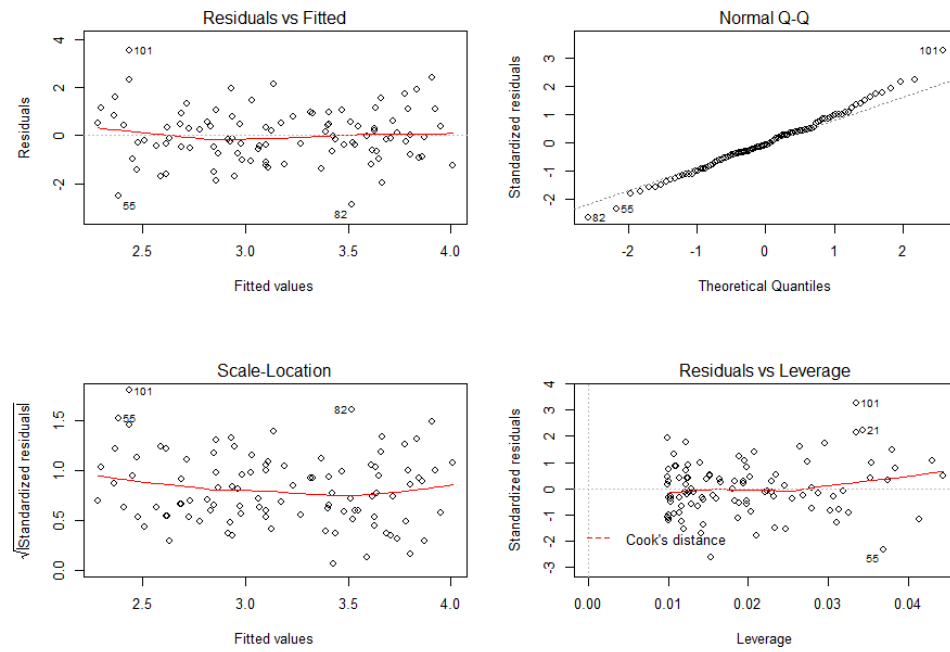 Residuals vs Fitted
Residuals
4
2
0
-2
101
55
82
2.5 3.0 3.5 4.0
Fitted values
Normal Q-Q
Standardized residuals
3
2
1
0
-1
-2
101
82
55
-2 -1 0 1 2
Theoretical Quantiles
Scale-Location
√|Standardized residuals|
1.5
1.0
0.5
0.0
101
55
82
2.5 3.0 3.5 4.0
Fitted values
Residuals vs Leverage
Standardized residuals
4
3
2
1
0
-1
-2
-3
101
21
Cook's distance
55
0.00 0.01 0.02 0.03 0.04
Leverage